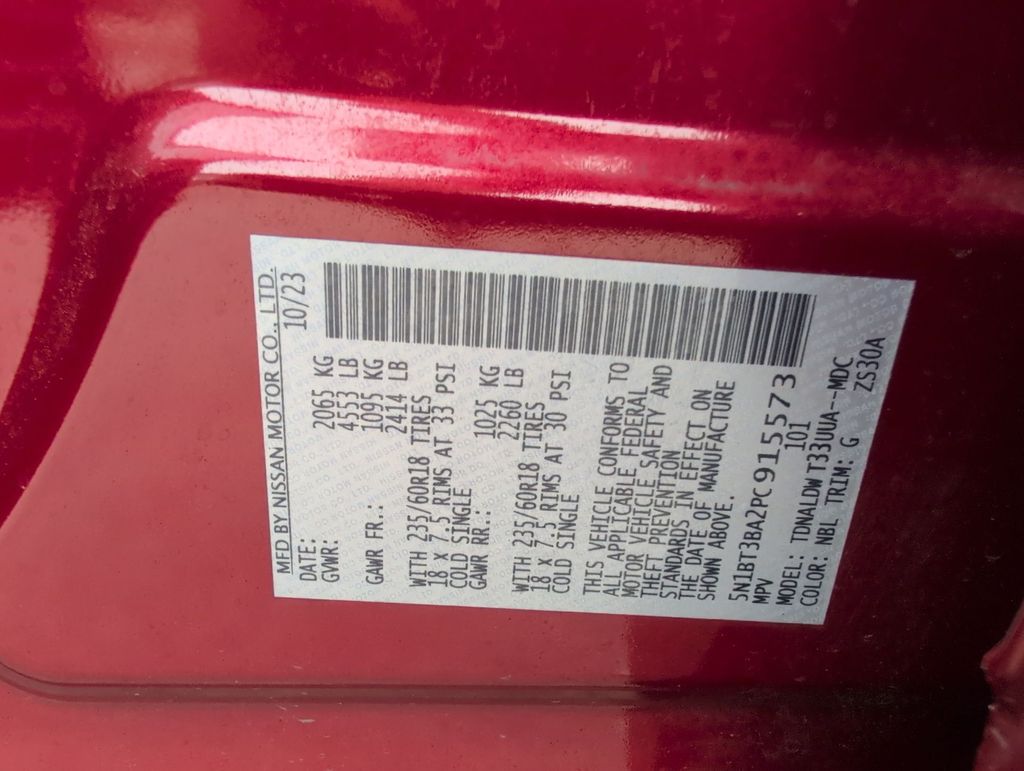 MFD BY NISSAN MOTOR CO., LTD.
DATE: 10/23
GVWR: 2065 KG
4553 LB
GAWR FR.: 1095 KG
2414 LB
WITH 235/60R18 TIRES
18 x 7.5 RIMS AT 33 PSI
COLD SINGLE
GAWR RR.: 1025 KG
2260 LB
WITH 235/60R18 TIRES
18 x 7.5 RIMS AT 30 PSI
COLD SINGLE
THIS VEHICLE CONFORMS TO
ALL APPLICABLE FEDERAL
MOTOR VEHICLE SAFETY AND
THEFT PREVENTION
STANDARDS IN EFFECT ON
THE DATE OF MANUFACTURE
SHOWN ABOVE.
5N1BT3BA2PC915573
MPV 101
MODEL: TDNALDW T33UUA--MDC
COLOR: NBL TRIM: G ZS30A